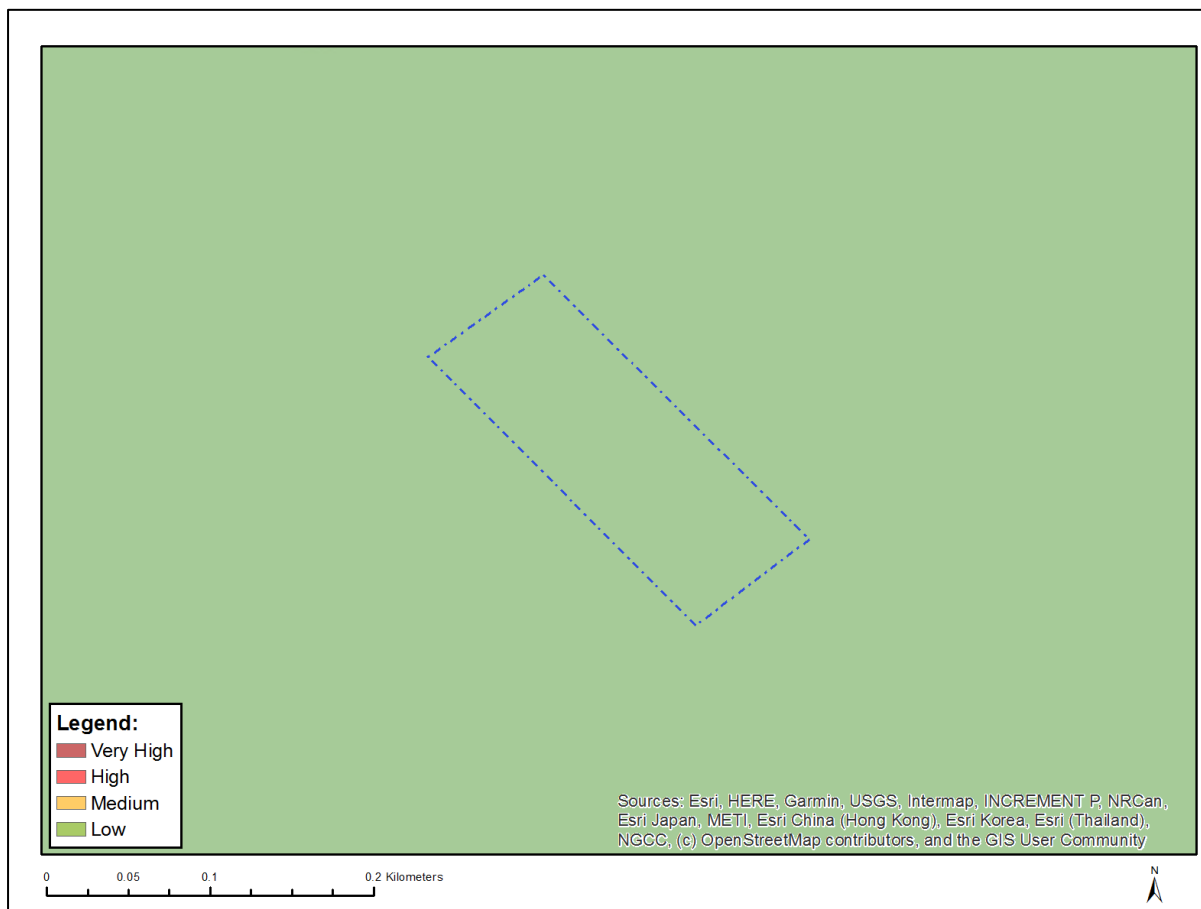 Legend:
Very High
High
Medium
Low
Sources: Esri, HERE, Garmin, USGS, Intermap, INCREMENT P, NRCan,
Esri Japan, METI, Esri China (Hong Kong), Esri Korea, Esri (Thailand),
NGCC, (c) OpenStreetMap contributors, and the GIS User Community
0 0.05 0.1 0.2 Kilometers
N